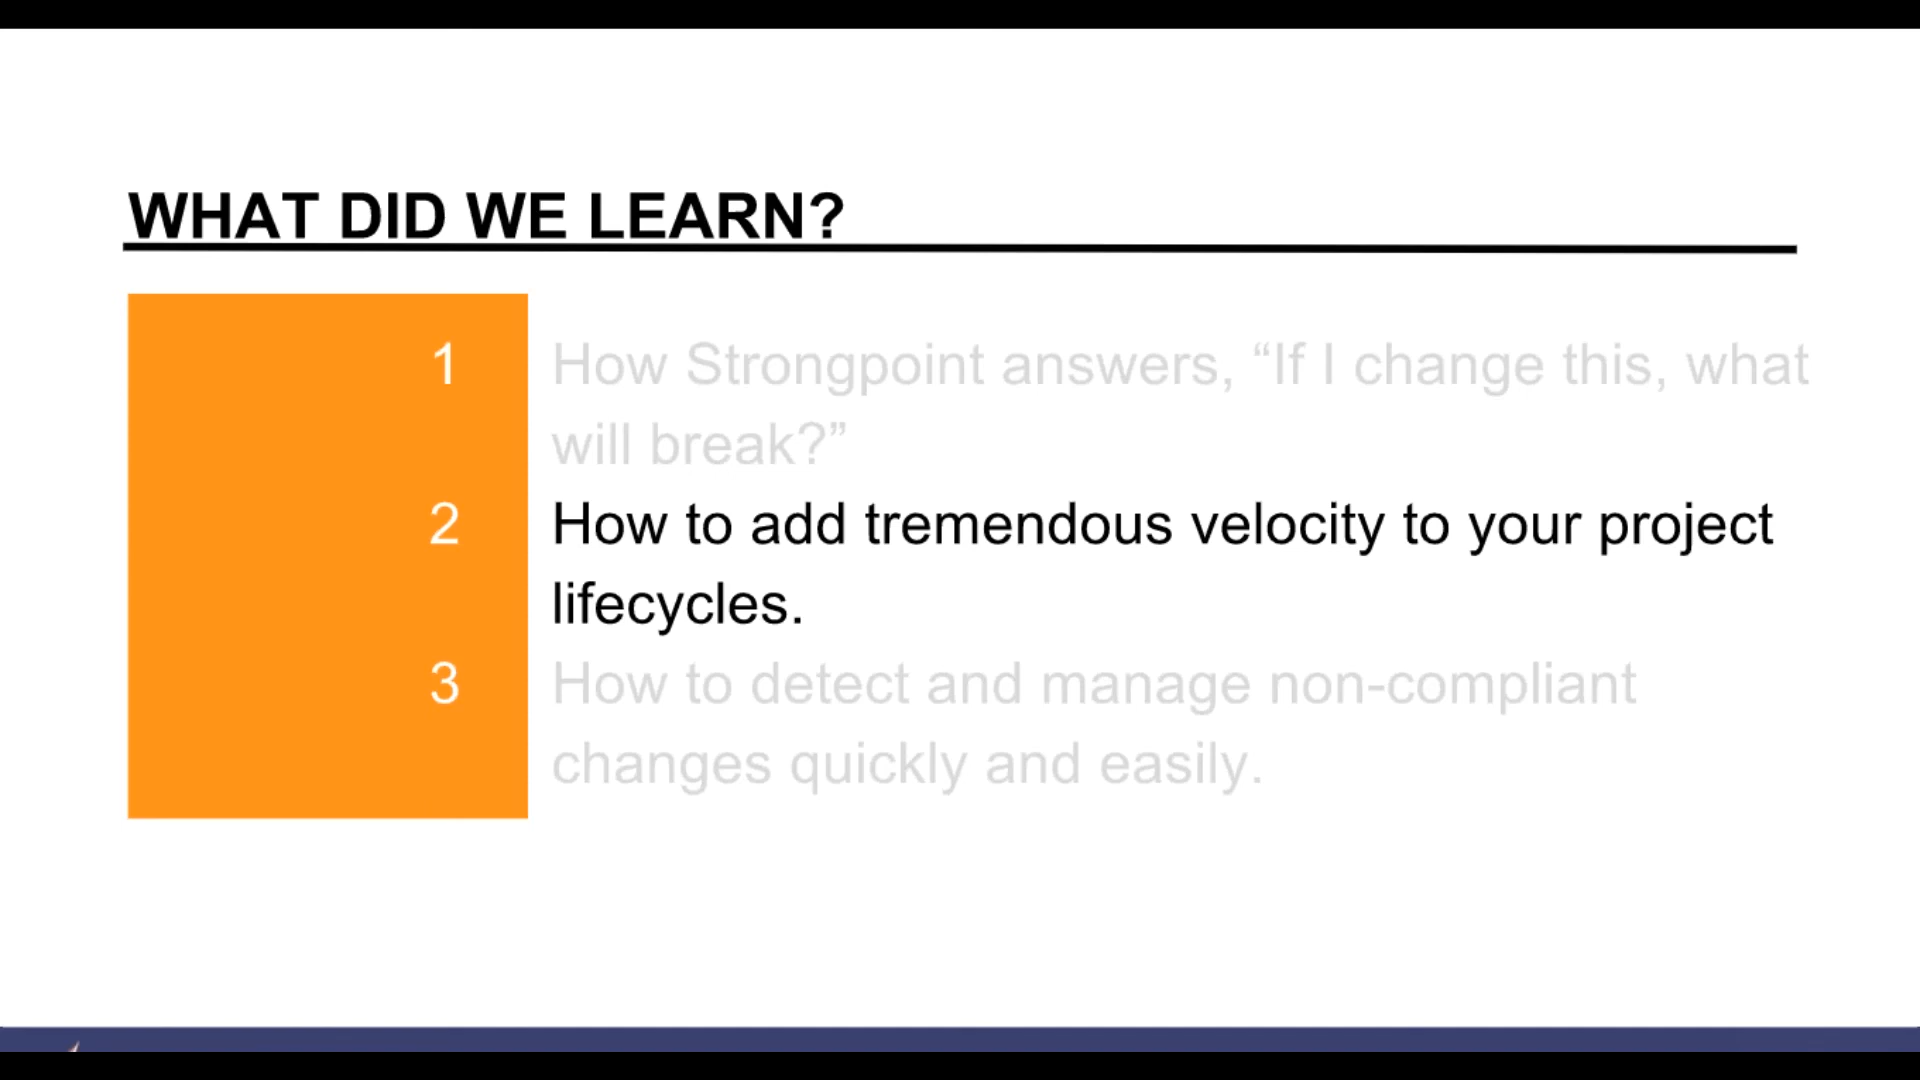 WHAT DID WE LEARN?
1 How Strongpoint answers, “If I change this, what
will break?”
2 How to add tremendous velocity to your project
lifecycles.
3 How to detect and manage non-compliant
changes quickly and easily.